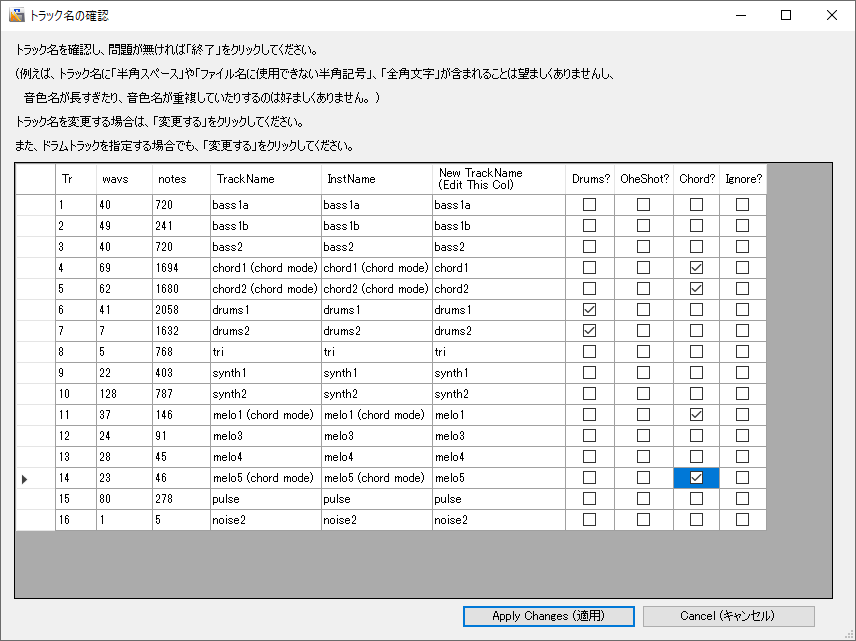 トラック名の確認
トラック名を確認し、問題が無ければ「終了」をクリックしてください。
(例えば、トラック名に「半角スペース」や「ファイル名に使用できない半角記号」、「全角文字」が含まれることは望ましくありませんし、
音色名が長すぎたり、音色名が重複していたりするのは好ましくありません。)
トラック名を変更する場合は、「変更する」をクリックしてください。
また、ドラムトラックを指定する場合でも、「変更する」をクリックしてください。
Tr wavs notes TrackName InstName New TrackName (Edit This Col) Drums? OheShot? Chord? Ignore?
1 40 720 bass1a bass1a bass1a
2 49 241 bass1b bass1b bass1b
3 40 720 bass2 bass2 bass2
4 69 1694 chord1 (chord mode) chord1 (chord mode) chord1
5 62 1680 chord2 (chord mode) chord2 (chord mode) chord2
6 41 2058 drums1 drums1 drums1
7 7 1632 drums2 drums2 drums2
8 5 768 tri tri tri
9 22 403 synth1 synth1 synth1
10 128 787 synth2 synth2 synth2
11 37 146 melo1 (chord mode) melo1 (chord mode) melo1
12 24 91 melo3 melo3 melo3
13 28 45 melo4 melo4 melo4
14 23 46 melo5 (chord mode) melo5 (chord mode) melo5
15 80 278 pulse pulse pulse
16 1 5 noise2 noise2 noise2
Apply Changes (適用) Cancel (キャンセル)